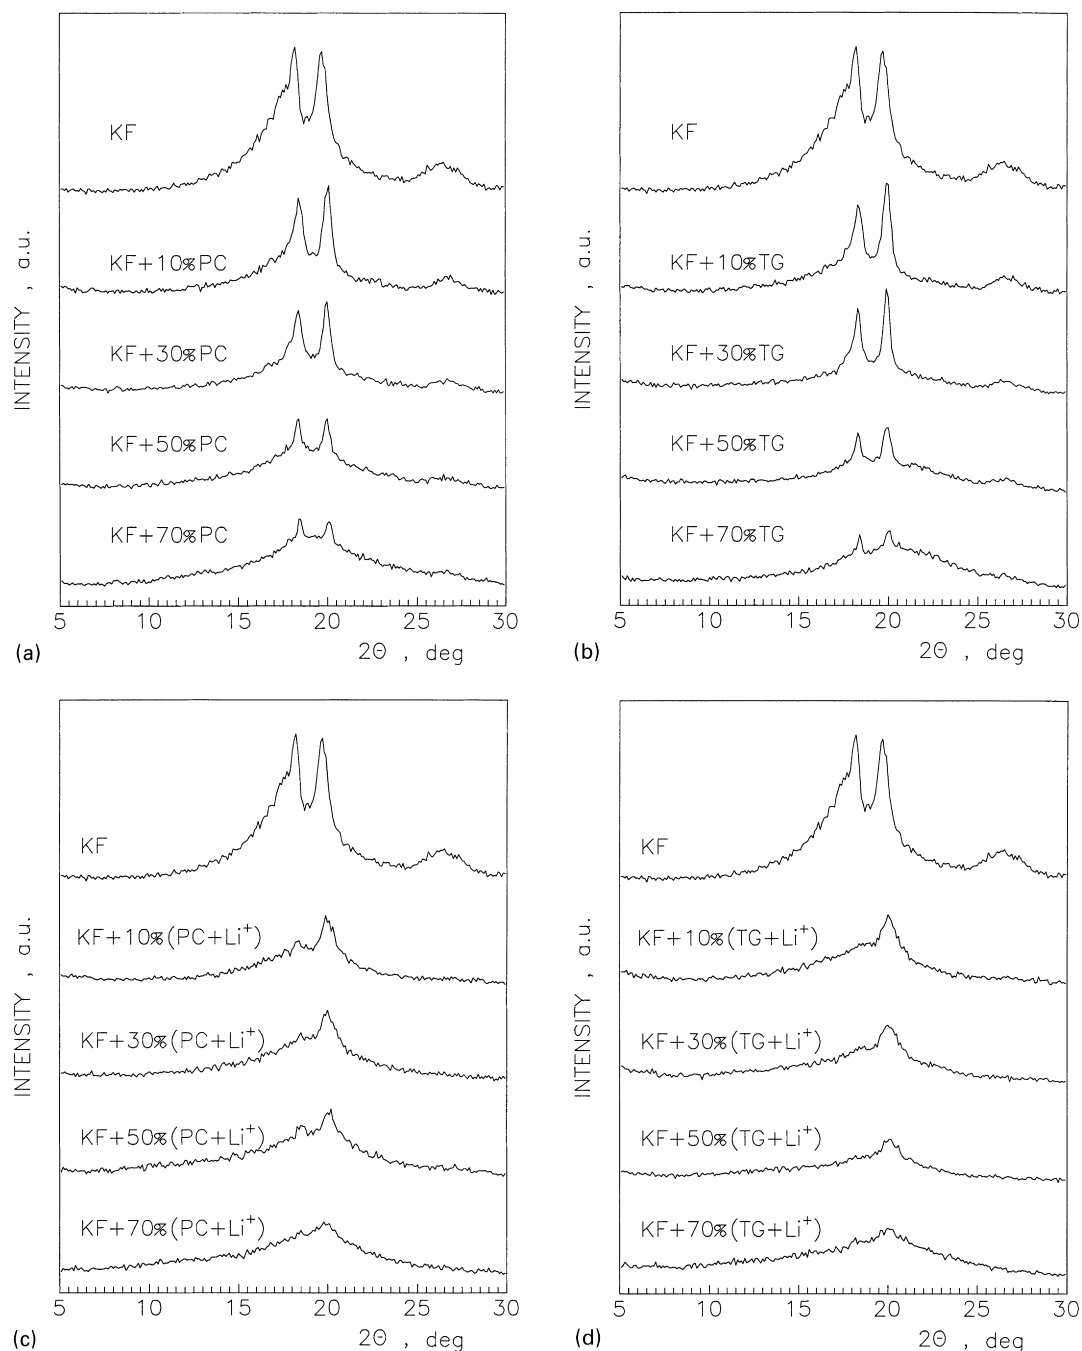 KF
KF+10%PC
KF+30%PC
KF+50%PC
KF+70%PC
INTENSITY , a.u.
5 10 15 20 25 30
2Θ , deg
(a)
KF
KF+10%TG
KF+30%TG
KF+50%TG
KF+70%TG
INTENSITY , a.u.
5 10 15 20 25 30
2Θ , deg
(b)
KF
KF+10%(PC+Li⁺)
KF+30%(PC+Li⁺)
KF+50%(PC+Li⁺)
KF+70%(PC+Li⁺)
INTENSITY , a.u.
5 10 15 20 25 30
2Θ , deg
(c)
KF
KF+10%(TG+Li⁺)
KF+30%(TG+Li⁺)
KF+50%(TG+Li⁺)
KF+70%(TG+Li⁺)
INTENSITY , a.u.
5 10 15 20 25 30
2Θ , deg
(d)